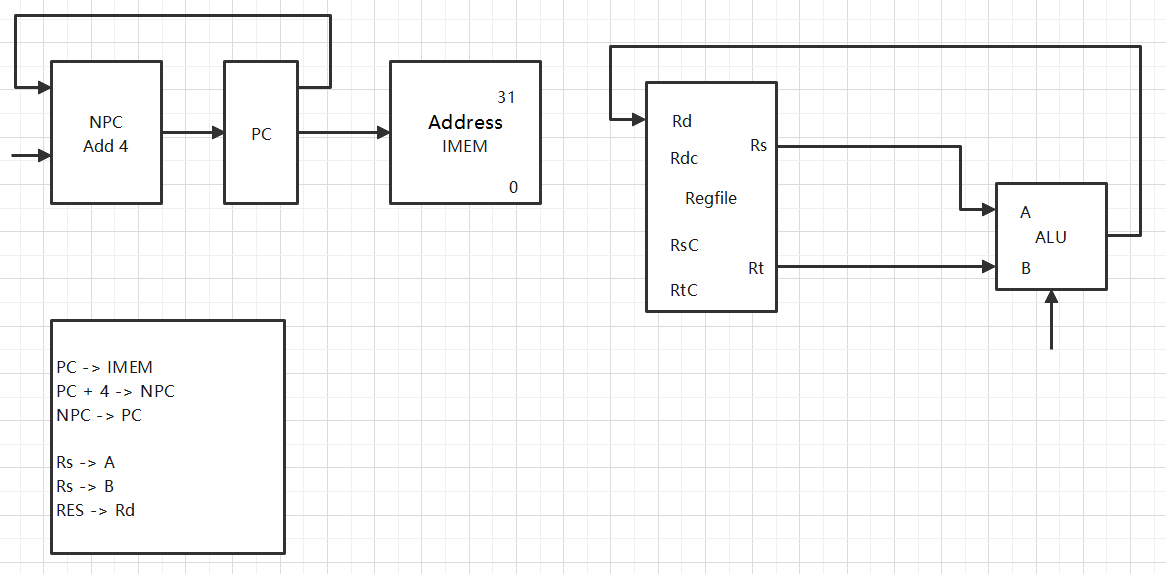 NPC
Add 4
PC
31
Address
IMEM
0
Rd
Rdc
Rs
Regfile
RsC
Rt
RtC
A
ALU
B
PC -> IMEM
PC + 4 -> NPC
NPC -> PC
Rs -> A
Rs -> B
RES -> Rd